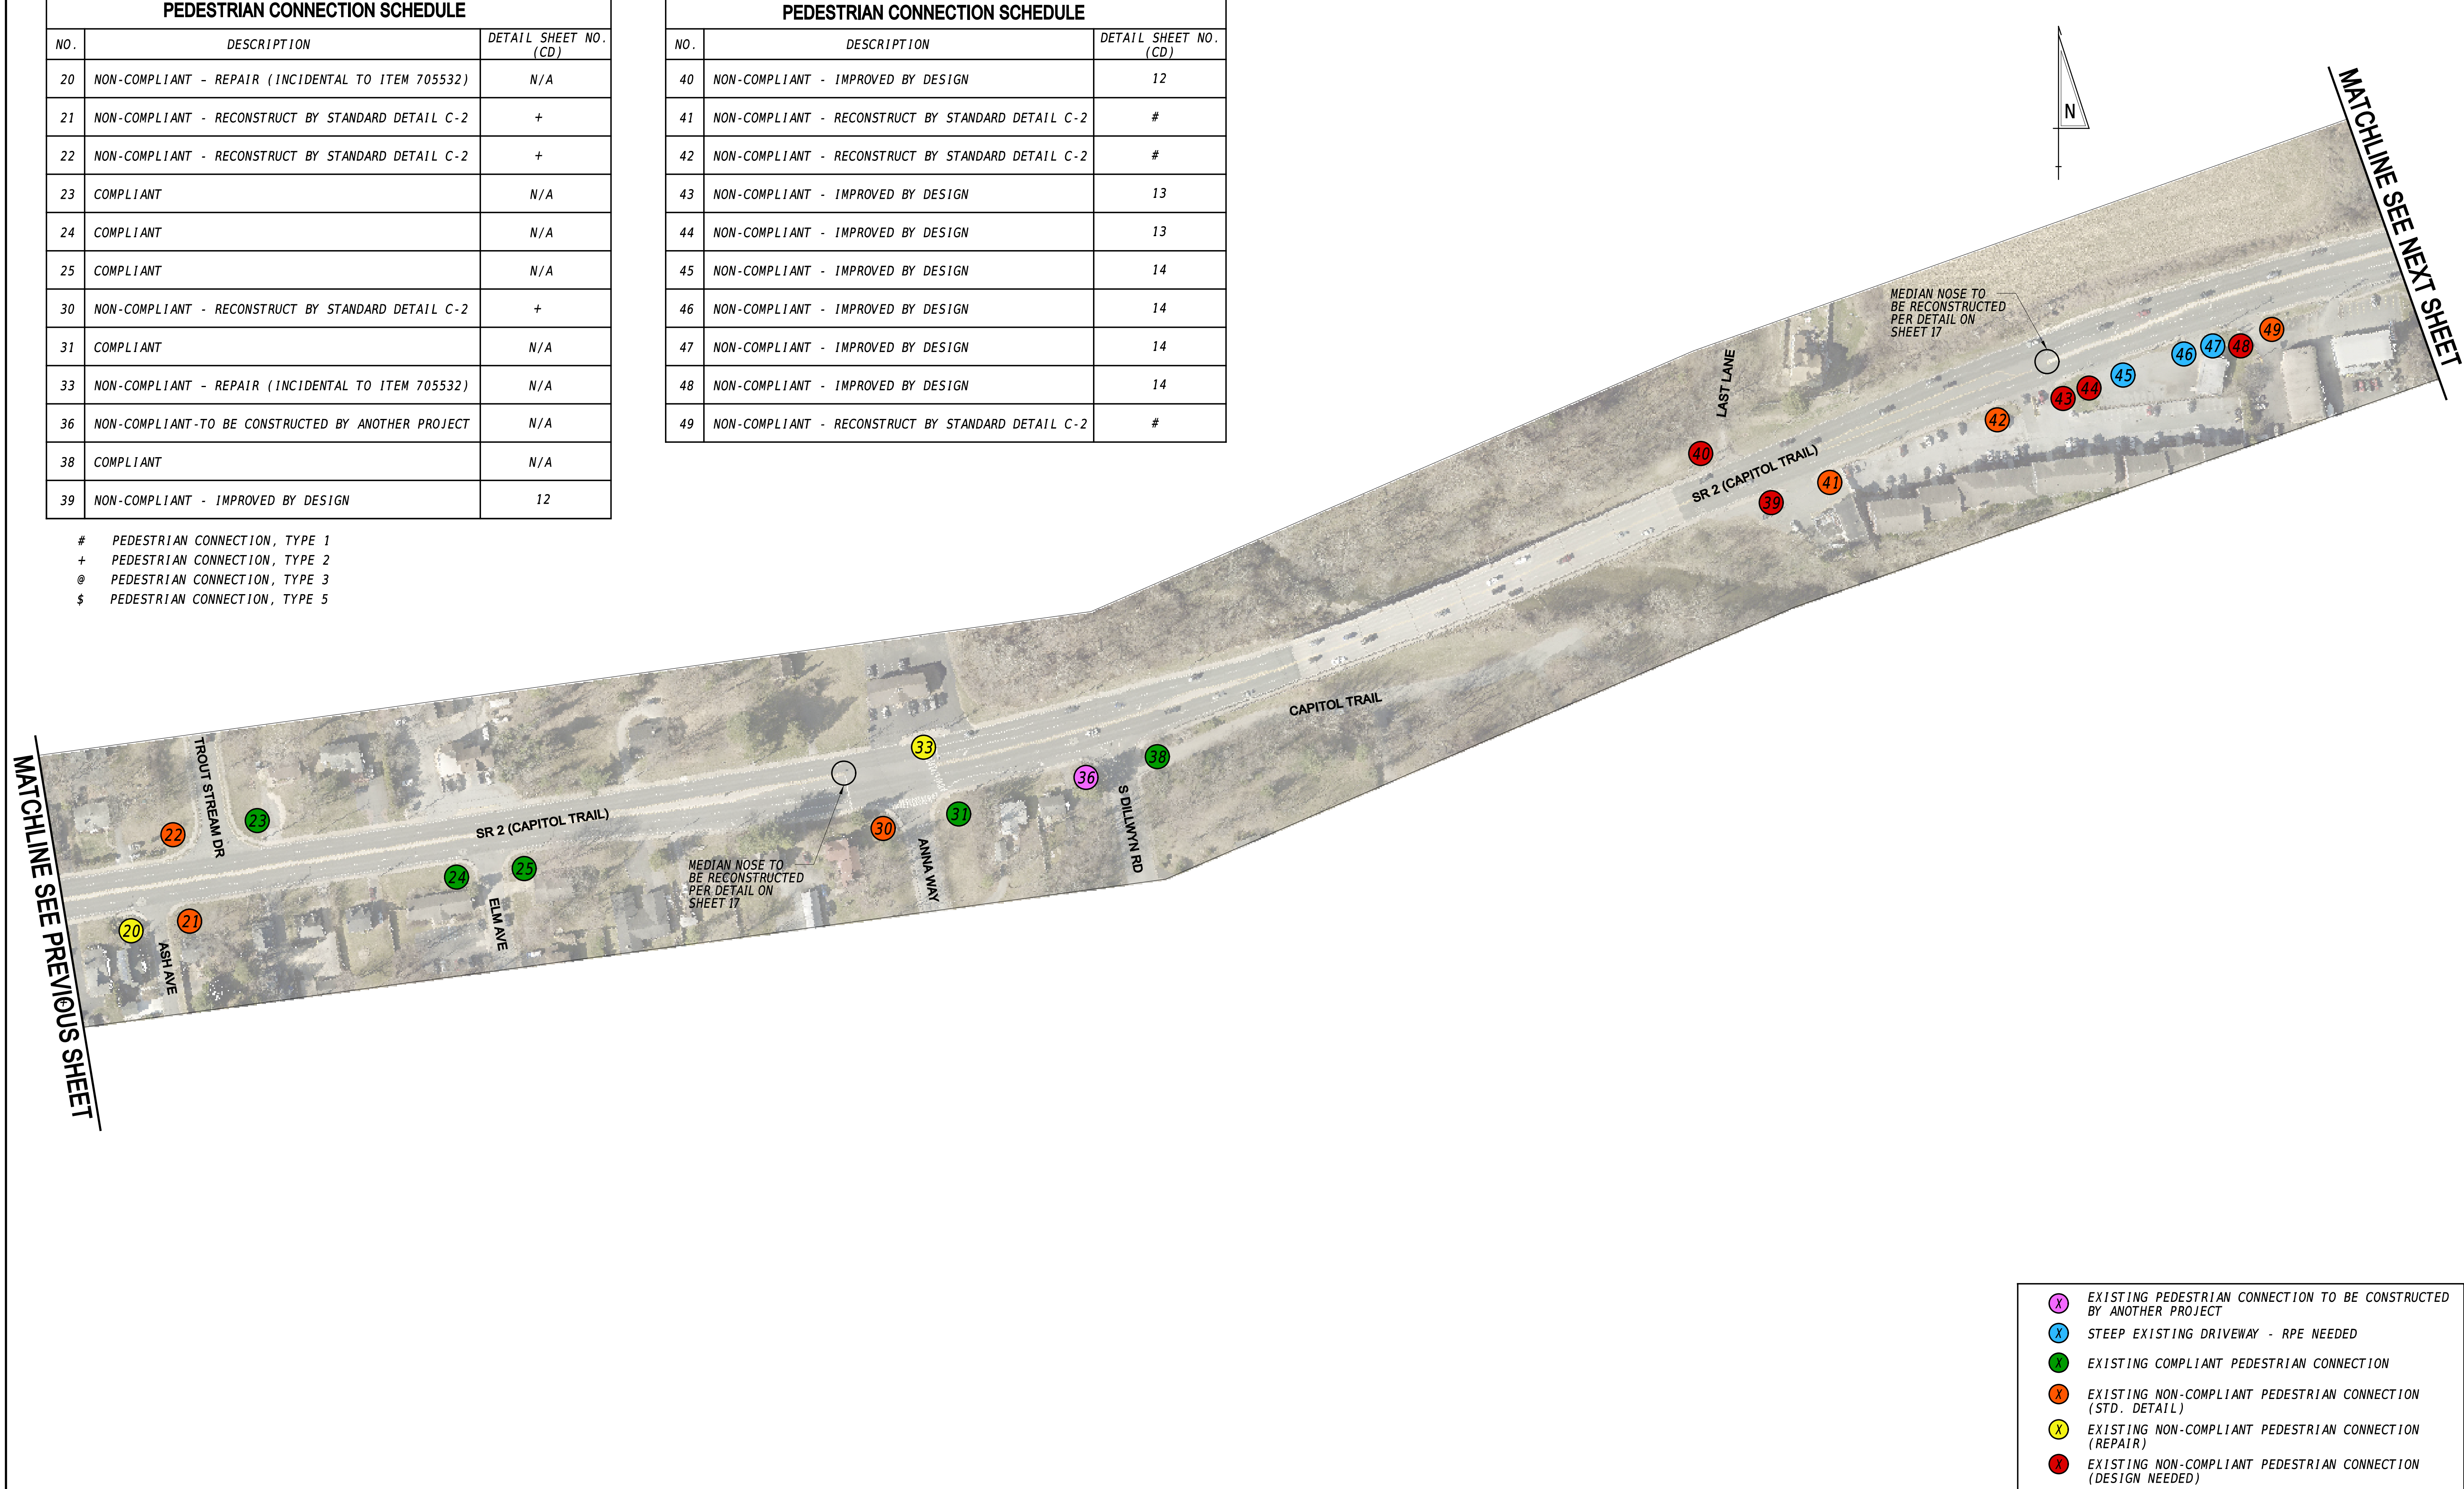 PEDESTRIAN CONNECTION SCHEDULE
NO. DESCRIPTION DETAIL SHEET NO. (CD)
20 NON-COMPLIANT - REPAIR (INCIDENTAL TO ITEM 705532) N/A
21 NON-COMPLIANT - RECONSTRUCT BY STANDARD DETAIL C-2 +
22 NON-COMPLIANT - RECONSTRUCT BY STANDARD DETAIL C-2 +
23 COMPLIANT N/A
24 COMPLIANT N/A
25 COMPLIANT N/A
30 NON-COMPLIANT - RECONSTRUCT BY STANDARD DETAIL C-2 +
31 COMPLIANT N/A
33 NON-COMPLIANT - REPAIR (INCIDENTAL TO ITEM 705532) N/A
36 NON-COMPLIANT-TO BE CONSTRUCTED BY ANOTHER PROJECT N/A
38 COMPLIANT N/A
39 NON-COMPLIANT - IMPROVED BY DESIGN 12
# PEDESTRIAN CONNECTION, TYPE 1
+ PEDESTRIAN CONNECTION, TYPE 2
@ PEDESTRIAN CONNECTION, TYPE 3
$ PEDESTRIAN CONNECTION, TYPE 5
PEDESTRIAN CONNECTION SCHEDULE
NO. DESCRIPTION DETAIL SHEET NO. (CD)
40 NON-COMPLIANT - IMPROVED BY DESIGN 12
41 NON-COMPLIANT - RECONSTRUCT BY STANDARD DETAIL C-2 #
42 NON-COMPLIANT - RECONSTRUCT BY STANDARD DETAIL C-2 #
43 NON-COMPLIANT - IMPROVED BY DESIGN 13
44 NON-COMPLIANT - IMPROVED BY DESIGN 13
45 NON-COMPLIANT - IMPROVED BY DESIGN 14
46 NON-COMPLIANT - IMPROVED BY DESIGN 14
47 NON-COMPLIANT - IMPROVED BY DESIGN 14
48 NON-COMPLIANT - IMPROVED BY DESIGN 14
49 NON-COMPLIANT - RECONSTRUCT BY STANDARD DETAIL C-2 #
N
MATCHLINE SEE NEXT SHEET
MEDIAN NOSE TO
BE RECONSTRUCTED
PER DETAIL ON
SHEET 17
49
48
47
46
45
44
43
42
41
40
39
LAST LANE
SR 2 (CAPITOL TRAIL)
CAPITOL TRAIL
38
36
S DILLWYN RD
33
31
30
ANNA WAY
MEDIAN NOSE TO
BE RECONSTRUCTED
PER DETAIL ON
SHEET 17
SR 2 (CAPITOL TRAIL)
25
24
ELM AVE
23
22
TROUT STREAM DR
21
20
ASH AVE
MATCHLINE SEE PREVIOUS SHEET
+
X EXISTING PEDESTRIAN CONNECTION TO BE CONSTRUCTED
BY ANOTHER PROJECT
X STEEP EXISTING DRIVEWAY - RPE NEEDED
X EXISTING COMPLIANT PEDESTRIAN CONNECTION
X EXISTING NON-COMPLIANT PEDESTRIAN CONNECTION
(STD. DETAIL)
X EXISTING NON-COMPLIANT PEDESTRIAN CONNECTION
(REPAIR)
X EXISTING NON-COMPLIANT PEDESTRIAN CONNECTION
(DESIGN NEEDED)